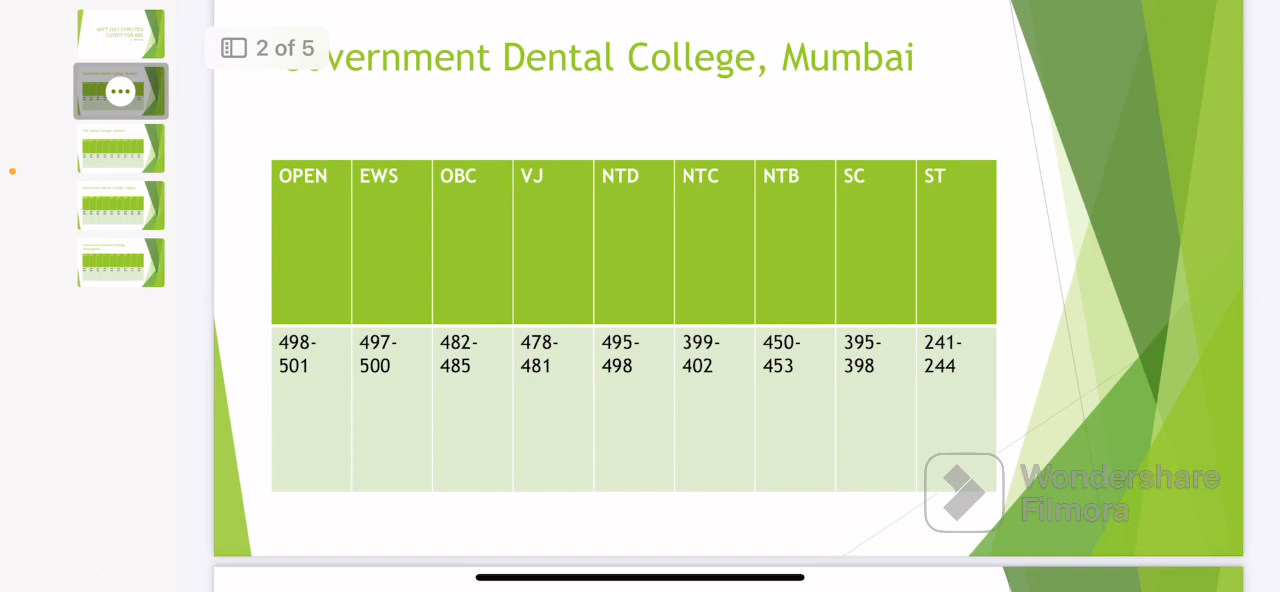 2 of 5
vernment Dental College, Mumbai
OPEN EWS OBC VJ NTD NTC NTB SC ST
498- 497- 482- 478- 495- 399- 450- 395- 241-
501 500 485 481 498 402 453 398 244
Wondershare
Filmora